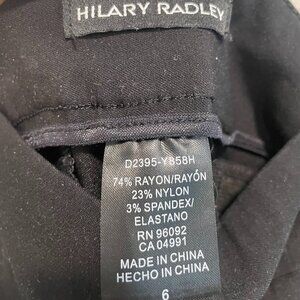 HILARY RADLEY
D2395-Y858H
74% RAYON/RAYÓN
23% NYLON
3% SPANDEX/
ELASTANO
RN 96092
CA 04991
MADE IN CHINA
HECHO IN CHINA
6